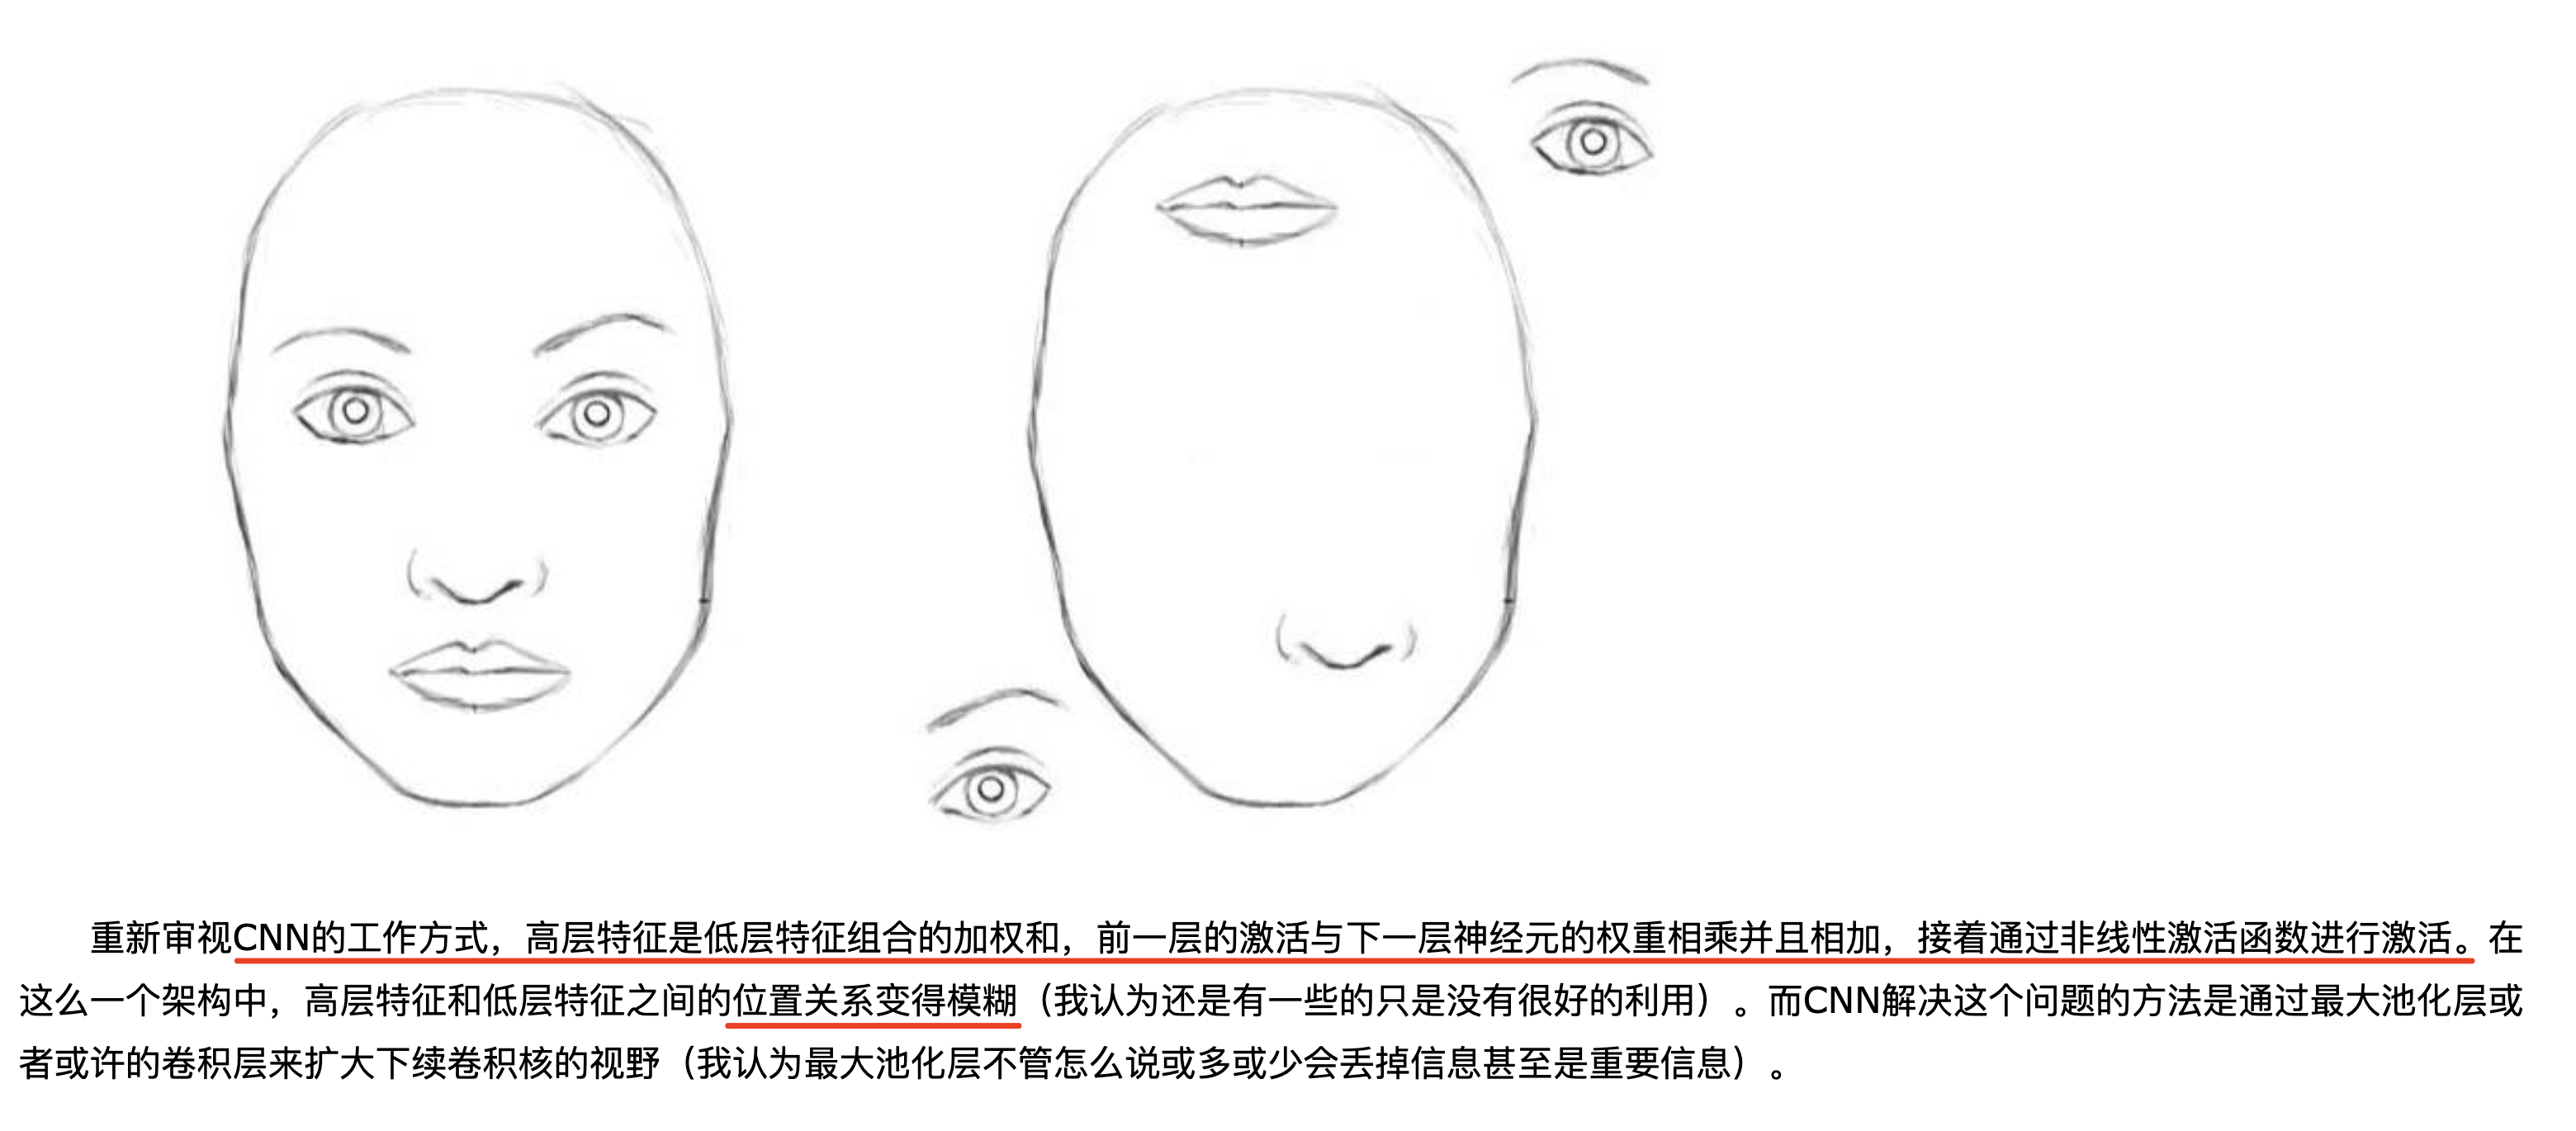 重新审视CNN的工作方式，高层特征是低层特征组合的加权和，前一层的激活与下一层神经元的权重相乘并且相加，接着通过非线性激活函数进行激活。在
这么一个架构中，高层特征和低层特征之间的位置关系变得模糊（我认为还是有一些的只是没有很好的利用）。而CNN解决这个问题的方法是通过最大池化层或
者或许的卷积层来扩大下续卷积核的视野（我认为最大池化层不管怎么说或多或少会丢掉信息甚至是重要信息）。